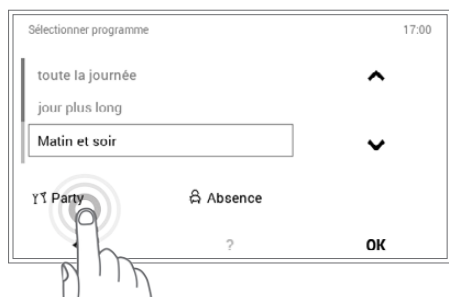 Sélectionner programme 17:00
toute la journée
jour plus long
Matin et soir
Party Absence
? OK